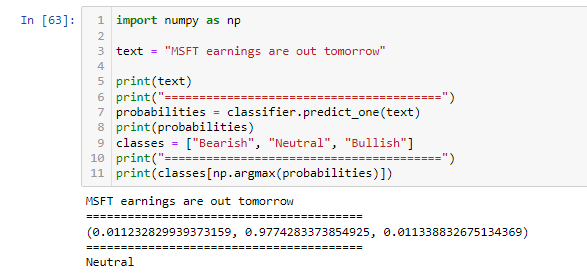 In [63]:
1 import numpy as np
2
3 text = "MSFT earnings are out tomorrow"
4
5 print(text)
6 print("========================================")
7 probabilities = classifier.predict_one(text)
8 print(probabilities)
9 classes = ["Bearish", "Neutral", "Bullish"]
10 print("========================================")
11 print(classes[np.argmax(probabilities)])
MSFT earnings are out tomorrow
========================================
(0.011232829939373159, 0.9774283373854925, 0.011338832675134369)
========================================
Neutral